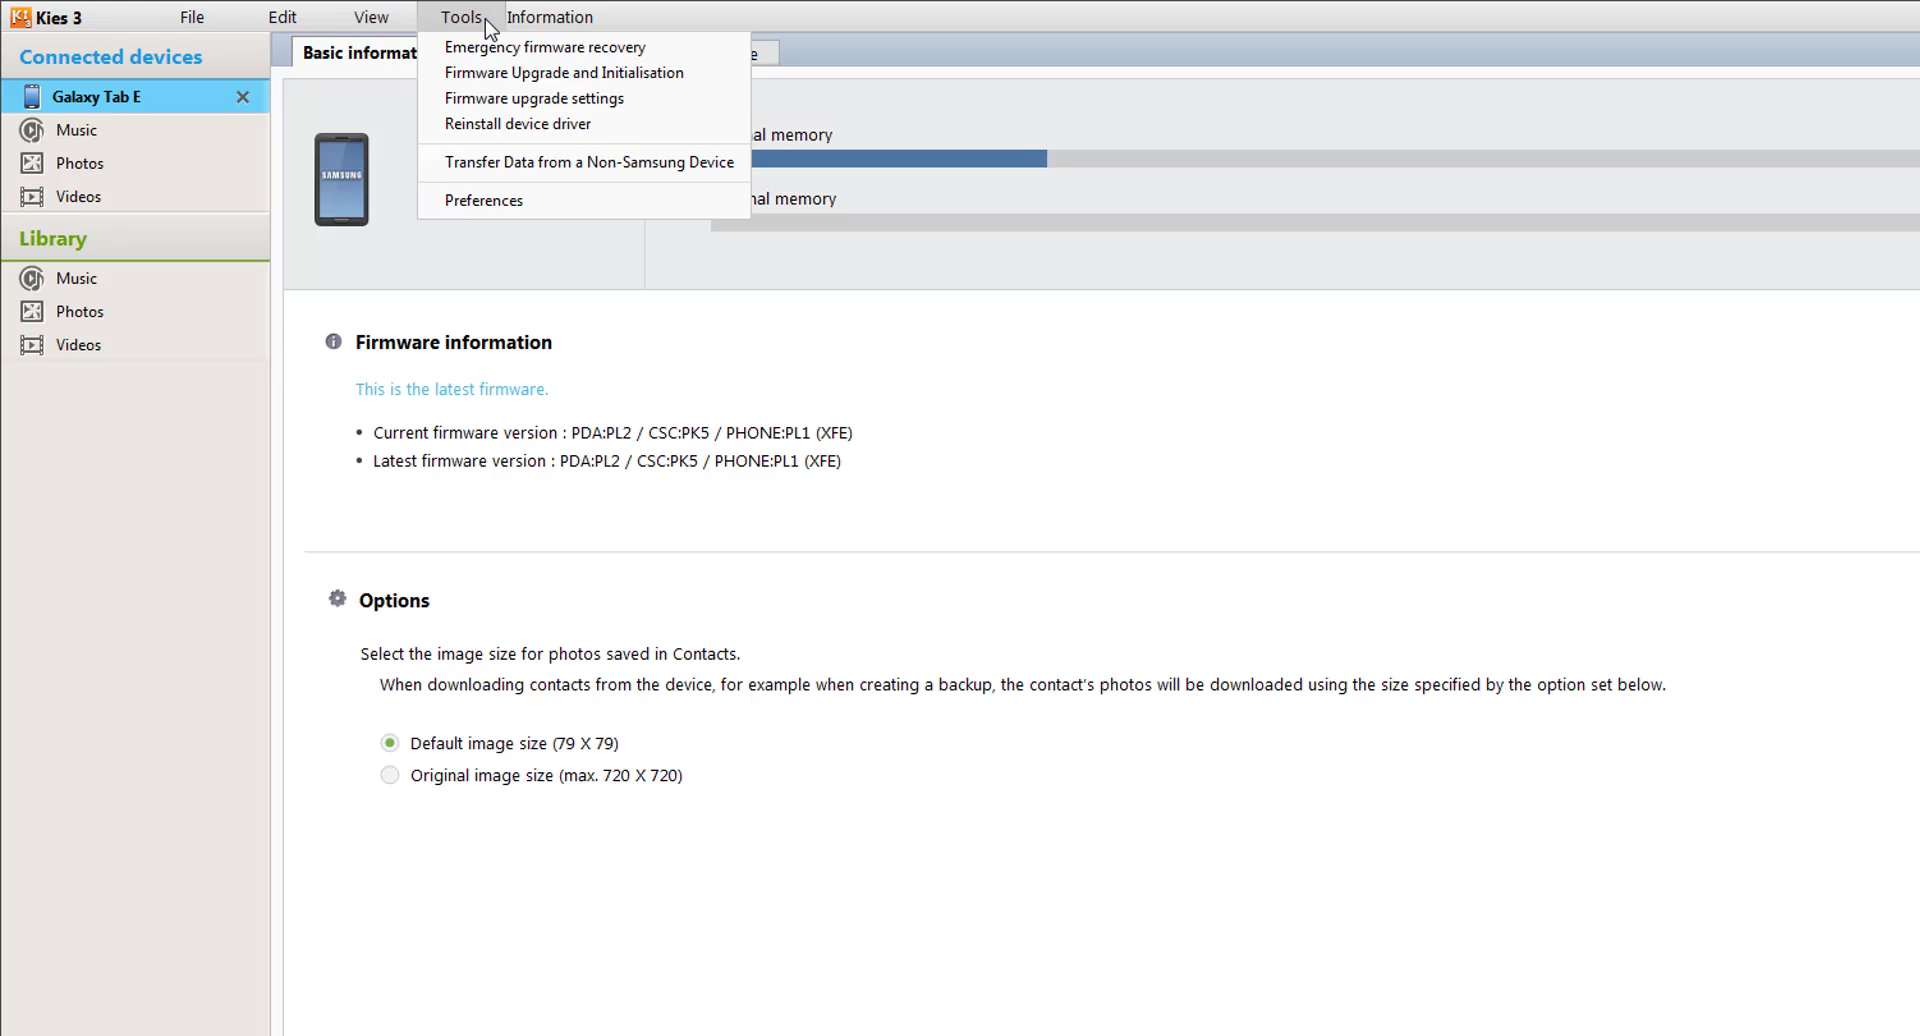 Kies 3 File Edit View Tools Information
Connected devices
Galaxy Tab E
Music
Photos
Videos
Library
Music
Photos
Videos
Emergency firmware recovery
Firmware Upgrade and Initialisation
Firmware upgrade settings
Reinstall device driver
Transfer Data from a Non-Samsung Device
Preferences
Basic informat
e
SAMSUNG
al memory
nal memory
Firmware information
This is the latest firmware.
• Current firmware version : PDA:PL2 / CSC:PK5 / PHONE:PL1 (XFE)
• Latest firmware version : PDA:PL2 / CSC:PK5 / PHONE:PL1 (XFE)
Options
Select the image size for photos saved in Contacts.
When downloading contacts from the device, for example when creating a backup, the contact's photos will be downloaded using the size specified by the option set below.
Default image size (79 X 79)
Original image size (max. 720 X 720)